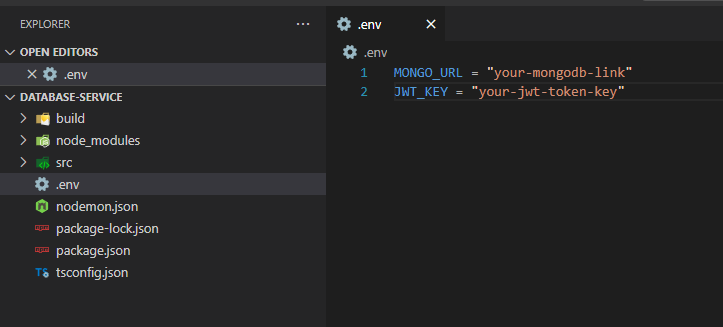 EXPLORER
OPEN EDITORS
.env
DATABASE-SERVICE
build
node_modules
src
.env
nodemon.json
package-lock.json
package.json
TS tsconfig.json
.env
.env
1 MONGO_URL = "your-mongodb-link"
2 JWT_KEY = "your-jwt-token-key"